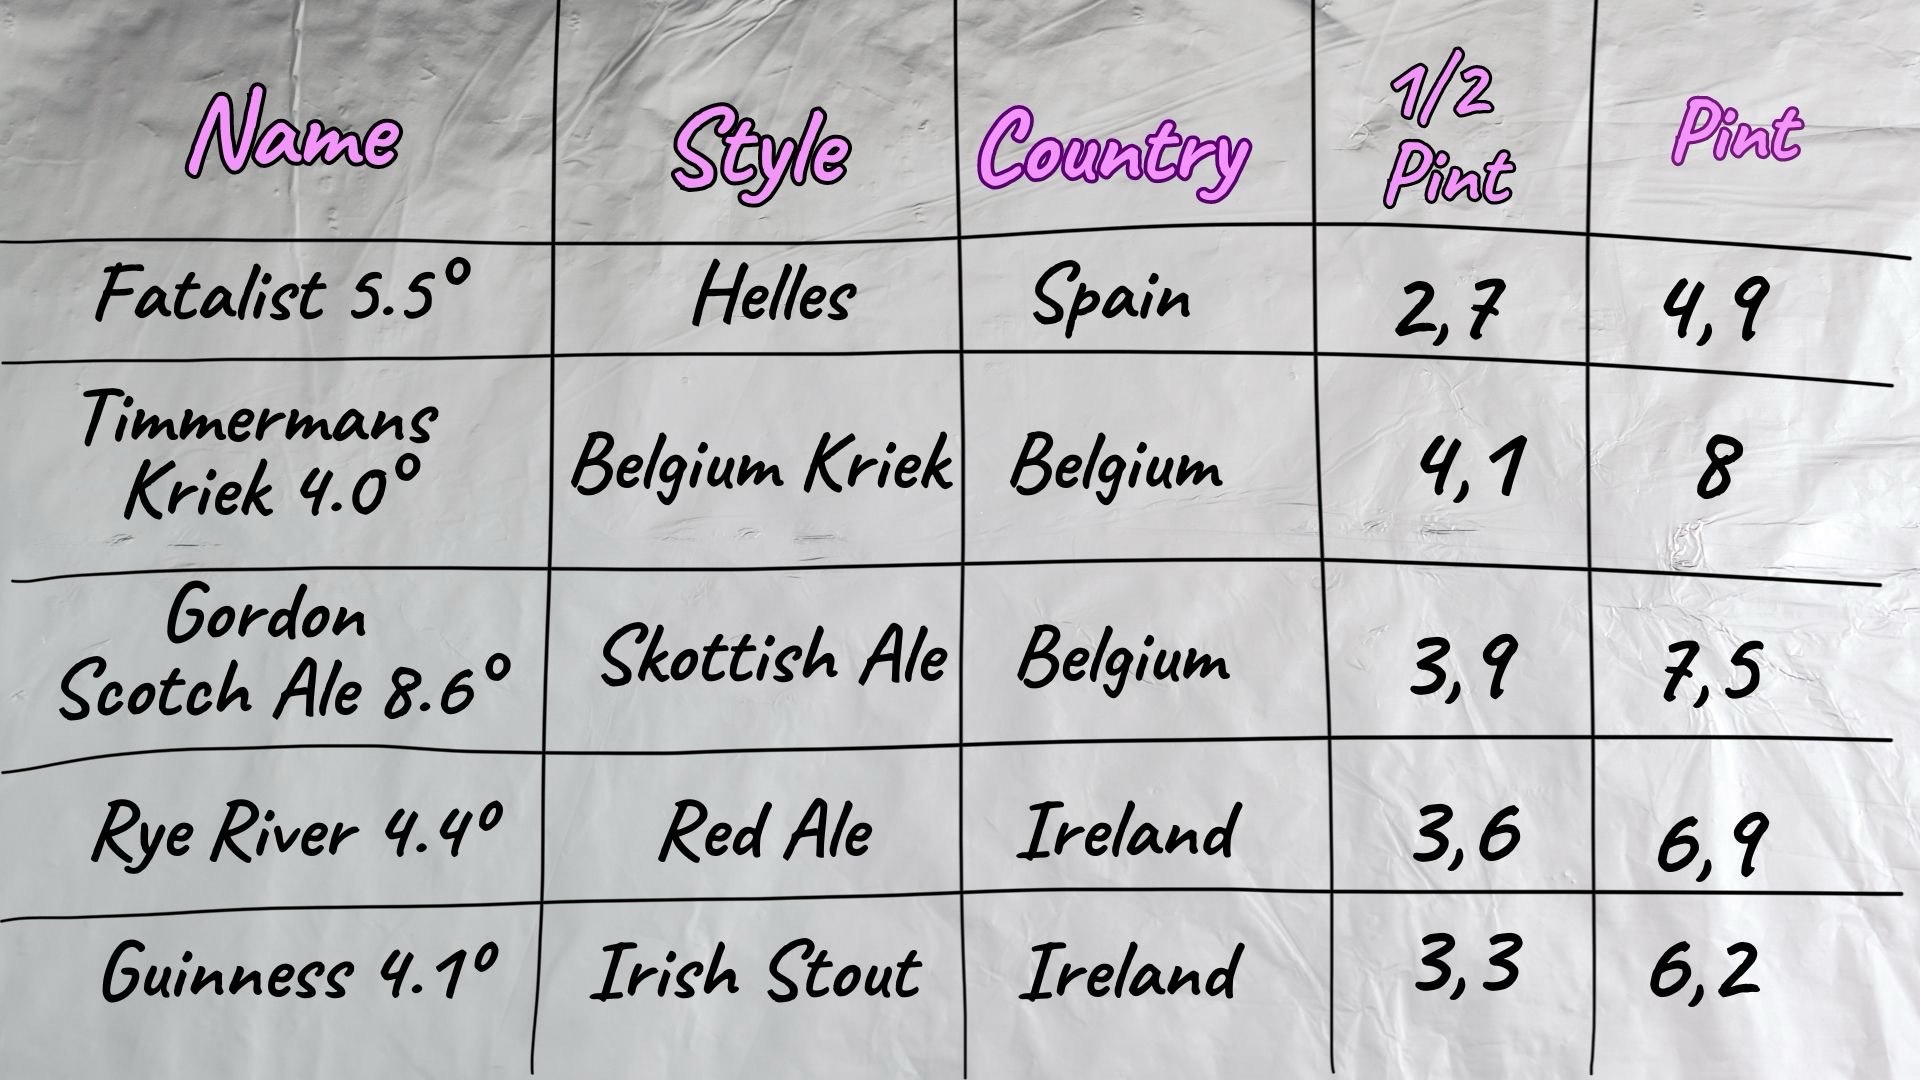 Name Style Country 1/2 Pint Pint
Fatalist 5.5° Helles Spain 2,7 4,9
Timmermans
Kriek 4.0° Belgium Kriek Belgium 4,1 8
Gordon
Scotch Ale 8.6° Skottish Ale Belgium 3,9 7,5
Rye River 4.4° Red Ale Ireland 3,6 6,9
Guinness 4.1° Irish Stout Ireland 3,3 6,2